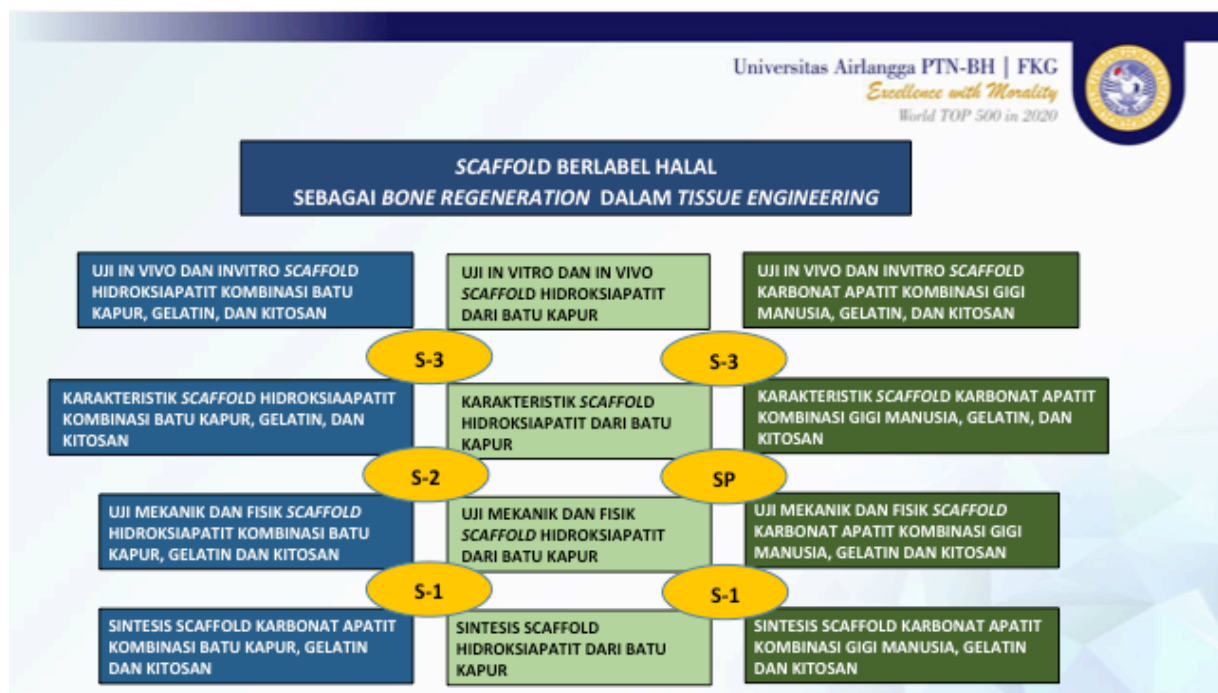 Universitas Airlangga PTN-BH | FKG
Excellence with Morality
World TOP 500 in 2020
SCAFFOLD BERLABEL HALAL
SEBAGAI BONE REGENERATION DALAM TISSUE ENGINEERING
UJI IN VIVO DAN INVITRO SCAFFOLD
HIDROKSIAPATIT KOMBINASI BATU
KAPUR, GELATIN, DAN KITOSAN
UJI IN VITRO DAN IN VIVO
SCAFFOLD HIDROKSIAPATIT
DARI BATU KAPUR
UJI IN VIVO DAN INVITRO SCAFFOLD
KARBONAT APATIT KOMBINASI GIGI
MANUSIA, GELATIN, DAN KITOSAN
S-3
S-3
KARAKTERISTIK SCAFFOLD HIDROKSIAAPATIT
KOMBINASI BATU KAPUR, GELATIN, DAN
KITOSAN
KARAKTERISTIK SCAFFOLD
HIDROKSIAPATIT DARI BATU
KAPUR
KARAKTERISTIK SCAFFOLD KARBONAT APATIT
KOMBINASI GIGI MANUSIA, GELATIN, DAN
KITOSAN
S-2
SP
UJI MEKANIK DAN FISIK SCAFFOLD
HIDROKSIAPATIT KOMBINASI BATU
KAPUR, GELATIN DAN KITOSAN
UJI MEKANIK DAN FISIK
SCAFFOLD HIDROKSIAPATIT
DARI BATU KAPUR
UJI MEKANIK DAN FISIK SCAFFOLD
KARBONAT APATIT KOMBINASI GIGI
MANUSIA, GELATIN DAN KITOSAN
S-1
S-1
SINTESIS SCAFFOLD KARBONAT APATIT
KOMBINASI BATU KAPUR, GELATIN
DAN KITOSAN
SINTESIS SCAFFOLD
HIDROKSIAPATIT DARI BATU
KAPUR
SINTESIS SCAFFOLD KARBONAT APATIT
KOMBINASI GIGI MANUSIA, GELATIN
DAN KITOSAN